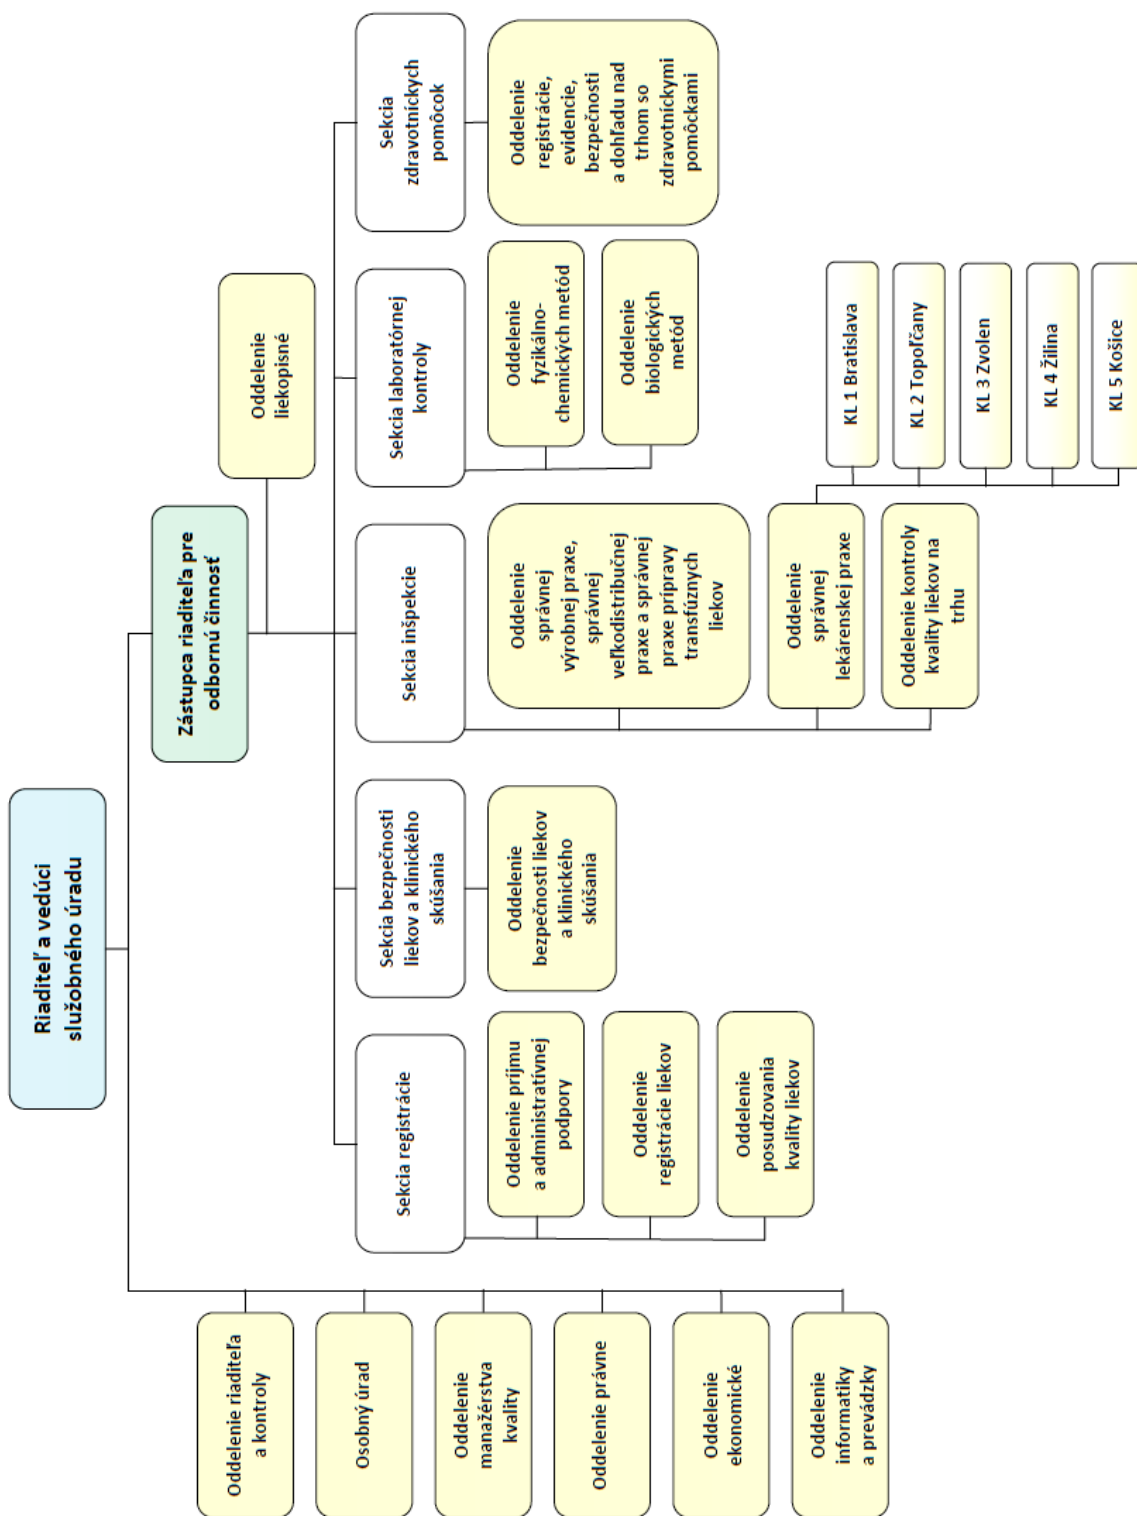 Riaditeľ a vedúci
služobného úradu
Zástupca riaditeľa pre
odbornú činnosť
Oddelenie
liekopisné
Oddelenie riaditeľa
a kontroly
Osobný úrad
Oddelenie
manažérstva
kvality
Oddelenie právne
Oddelenie
ekonomické
Oddelenie
informatiky
a prevádzky
Sekcia registrácie
Oddelenie príjmu
a administratívnej
podpory
Oddelenie
registrácie liekov
Oddelenie
posudzovania
kvality liekov
Sekcia bezpečnosti
liekov a klinického
skúšania
Oddelenie
bezpečnosti liekov
a klinického
skúšania
Sekcia inšpekcie
Oddelenie
správnej
výrobnej praxe,
správnej
veľkodistribučnej
praxe a správnej
praxe prípravy
transfúznych
liekov
Oddelenie
správnej
lekárenskej praxe
Oddelenie kontroly
kvality liekov na
trhu
KL 1 Bratislava
KL 2 Topoľčany
KL 3 Zvolen
KL 4 Žilina
KL 5 Košice
Sekcia laboratórnej
kontroly
Oddelenie
fyzikálno-
chemických metód
Oddelenie
biologických
metód
Sekcia
zdravotníckych
pomôcok
Oddelenie
registrácie,
evidencie,
bezpečnosti
a dohľadu nad
trhom so
zdravotníckymi
pomôckami